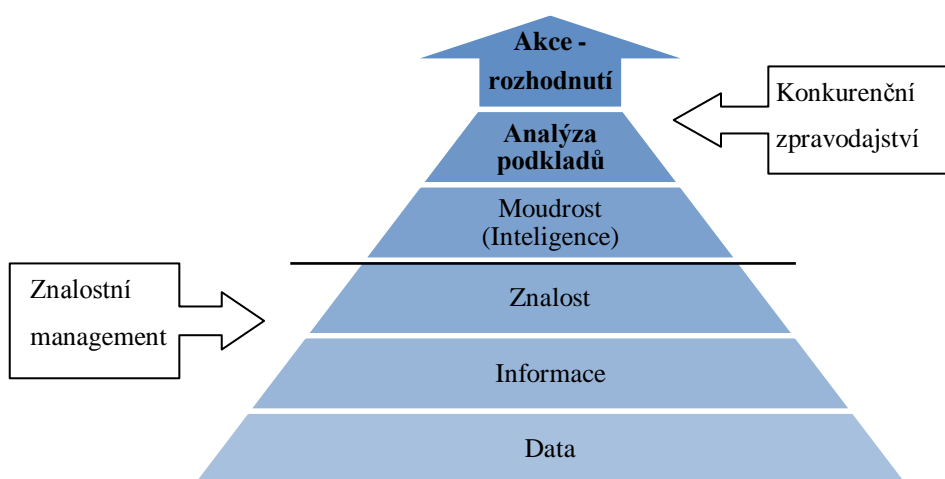 Akce -
rozhodnutí
Konkurenční
zpravodajství
Analýza
podkladů
Moudrost
(Inteligence)
Znalostní
management
Znalost
Informace
Data